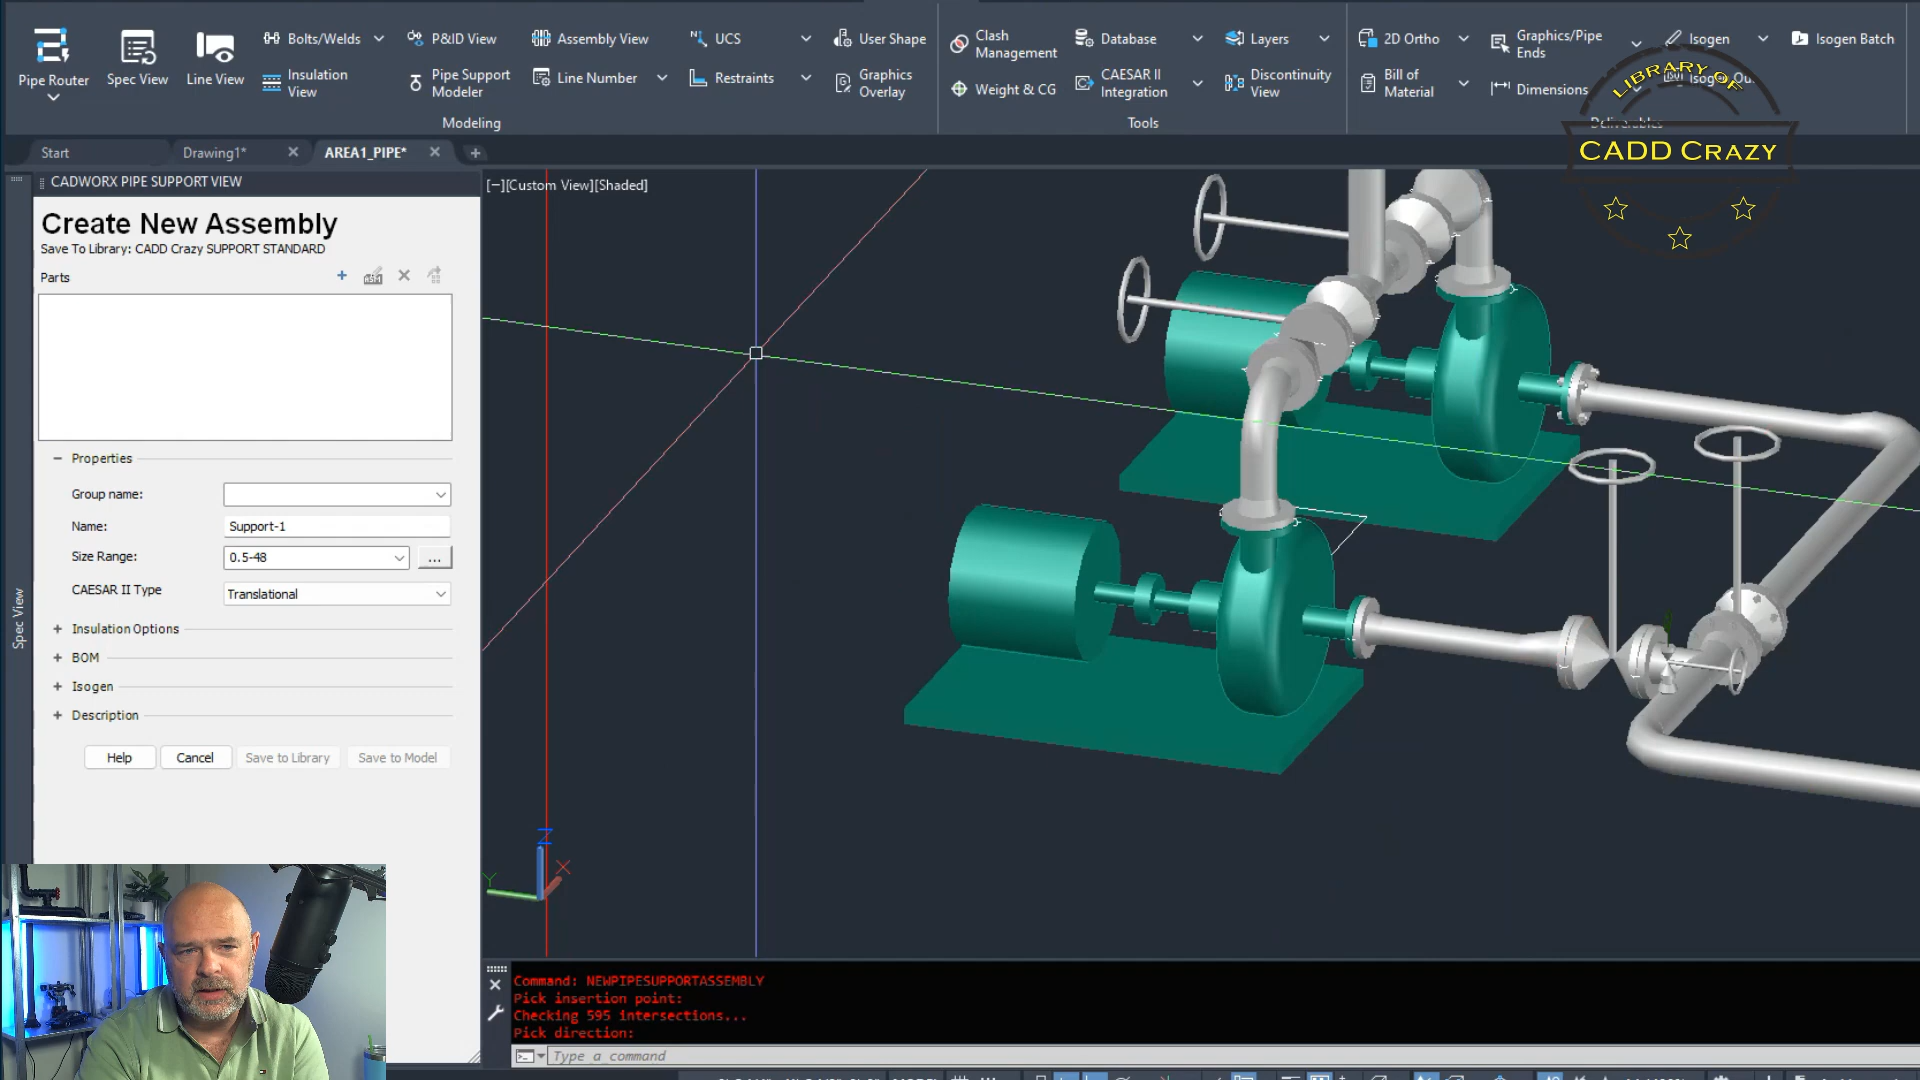 Pipe Router
Spec View
Line View
Bolts/Welds
Insulation
View
P&ID View
Pipe Support
Modeler
Assembly View
Line Number
UCS
Restraints
User Shape
Graphics
Overlay
Modeling
Clash
Management
Weight & CG
Database
CAESAR II
Integration
Layers
Discontinuity
View
Tools
2D Ortho
Bill of
Material
Graphics/Pipe
Ends
Dimensions
Isogen
Isogen Batch
Deliverables
LIBRARY OF
CADD CRAZY
Start
Drawing1*
AREA1_PIPE*
CADWORX PIPE SUPPORT VIEW
Create New Assembly
Save To Library: CADD Crazy SUPPORT STANDARD
Parts
Properties
Group name:
Name: Support-1
Size Range: 0.5-48 ...
CAESAR II Type Translational
Insulation Options
BOM
Isogen
Description
Help Cancel Save to Library Save to Model
Spec View
[−][Custom View][Shaded]
Z
X
Y
Command: NEWPIPESUPPORTASSEMBLY
Pick insertion point:
Checking 595 intersections...
Pick direction:
Type a command